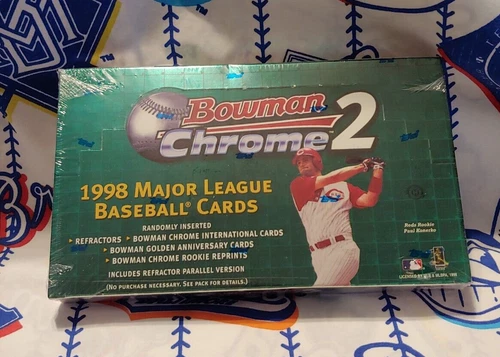 Bowman
Chrome 2
1998 MAJOR LEAGUE
BASEBALL® CARDS
RANDOMLY INSERTED
▸ REFRACTORS ▸ BOWMAN CHROME INTERNATIONAL CARDS
▸ BOWMAN GOLDEN ANNIVERSARY CARDS
▸ BOWMAN CHROME ROOKIE REPRINTS
INCLUDES REFRACTOR PARALLEL VERSION
(NO PURCHASE NECESSARY. SEE PACK FOR DETAILS.)
Reds Rookie
Paul Konerko